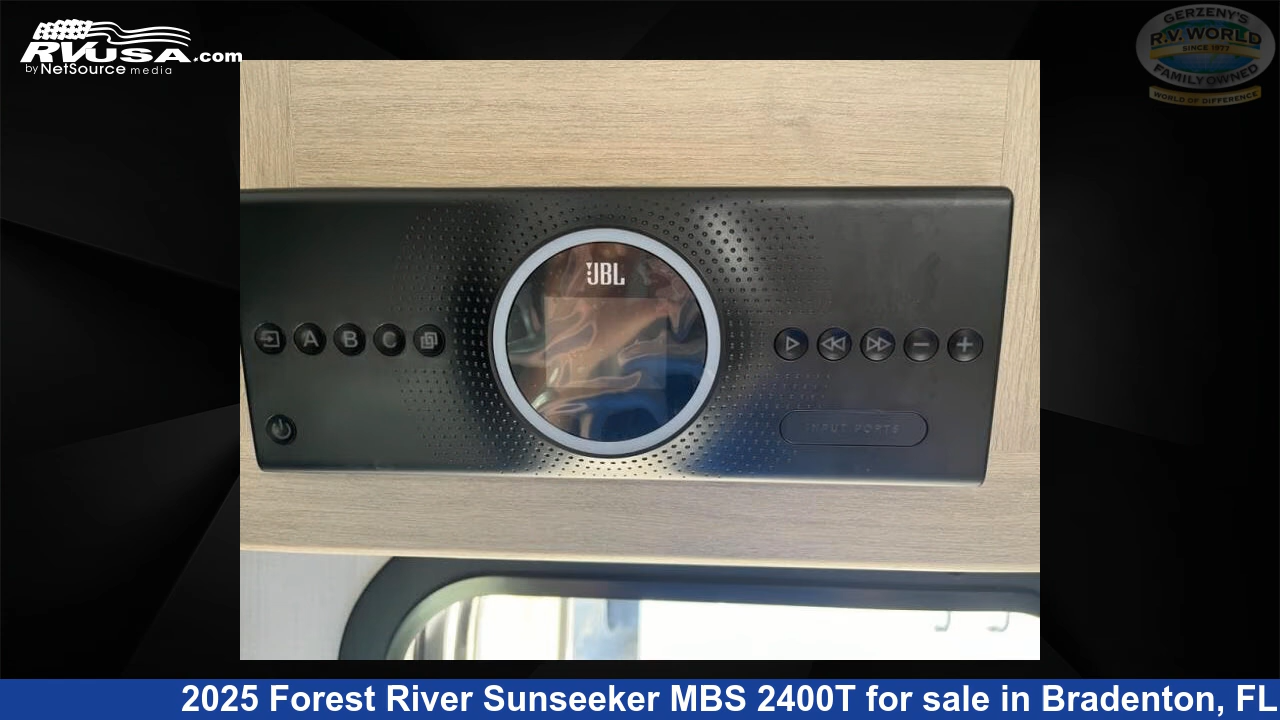 RVUSA.com
by NetSource media
GERZENY'S
R.V. WORLD
SINCE 1977
FAMILY OWNED
WORLD OF DIFFERENCE
JBL
A B C
INPUT PORTS
2025 Forest River Sunseeker MBS 2400T for sale in Bradenton, FL